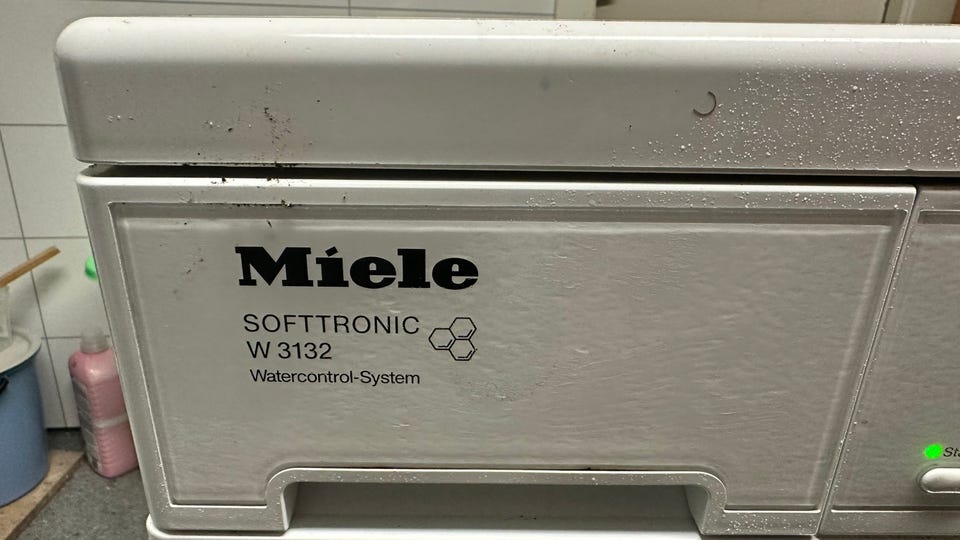 Miele
SOFTTRONIC
W 3132
Watercontrol-System